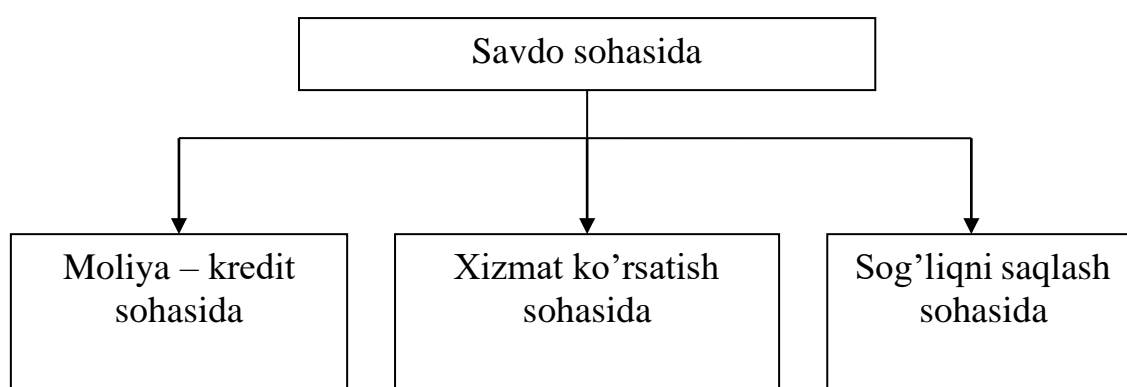 Savdo sohasida
Moliya – kredit
sohasida
Xizmat ko’rsatish
sohasida
Sog’liqni saqlash
sohasida